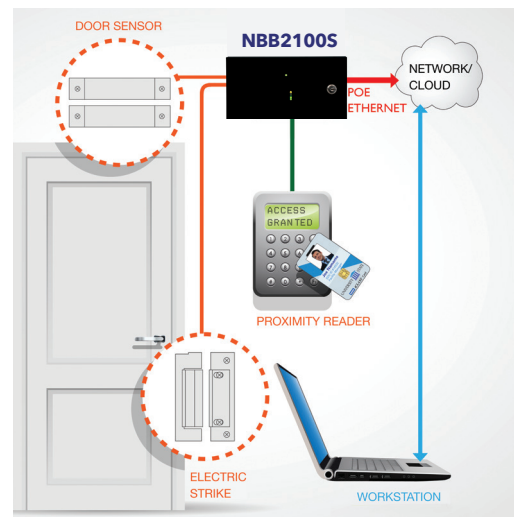 DOOR SENSOR
NBB2100S
NETWORK/
CLOUD
POE
ETHERNET
ACCESS
GRANTED
PROXIMITY READER
ELECTRIC
STRIKE
WORKSTATION